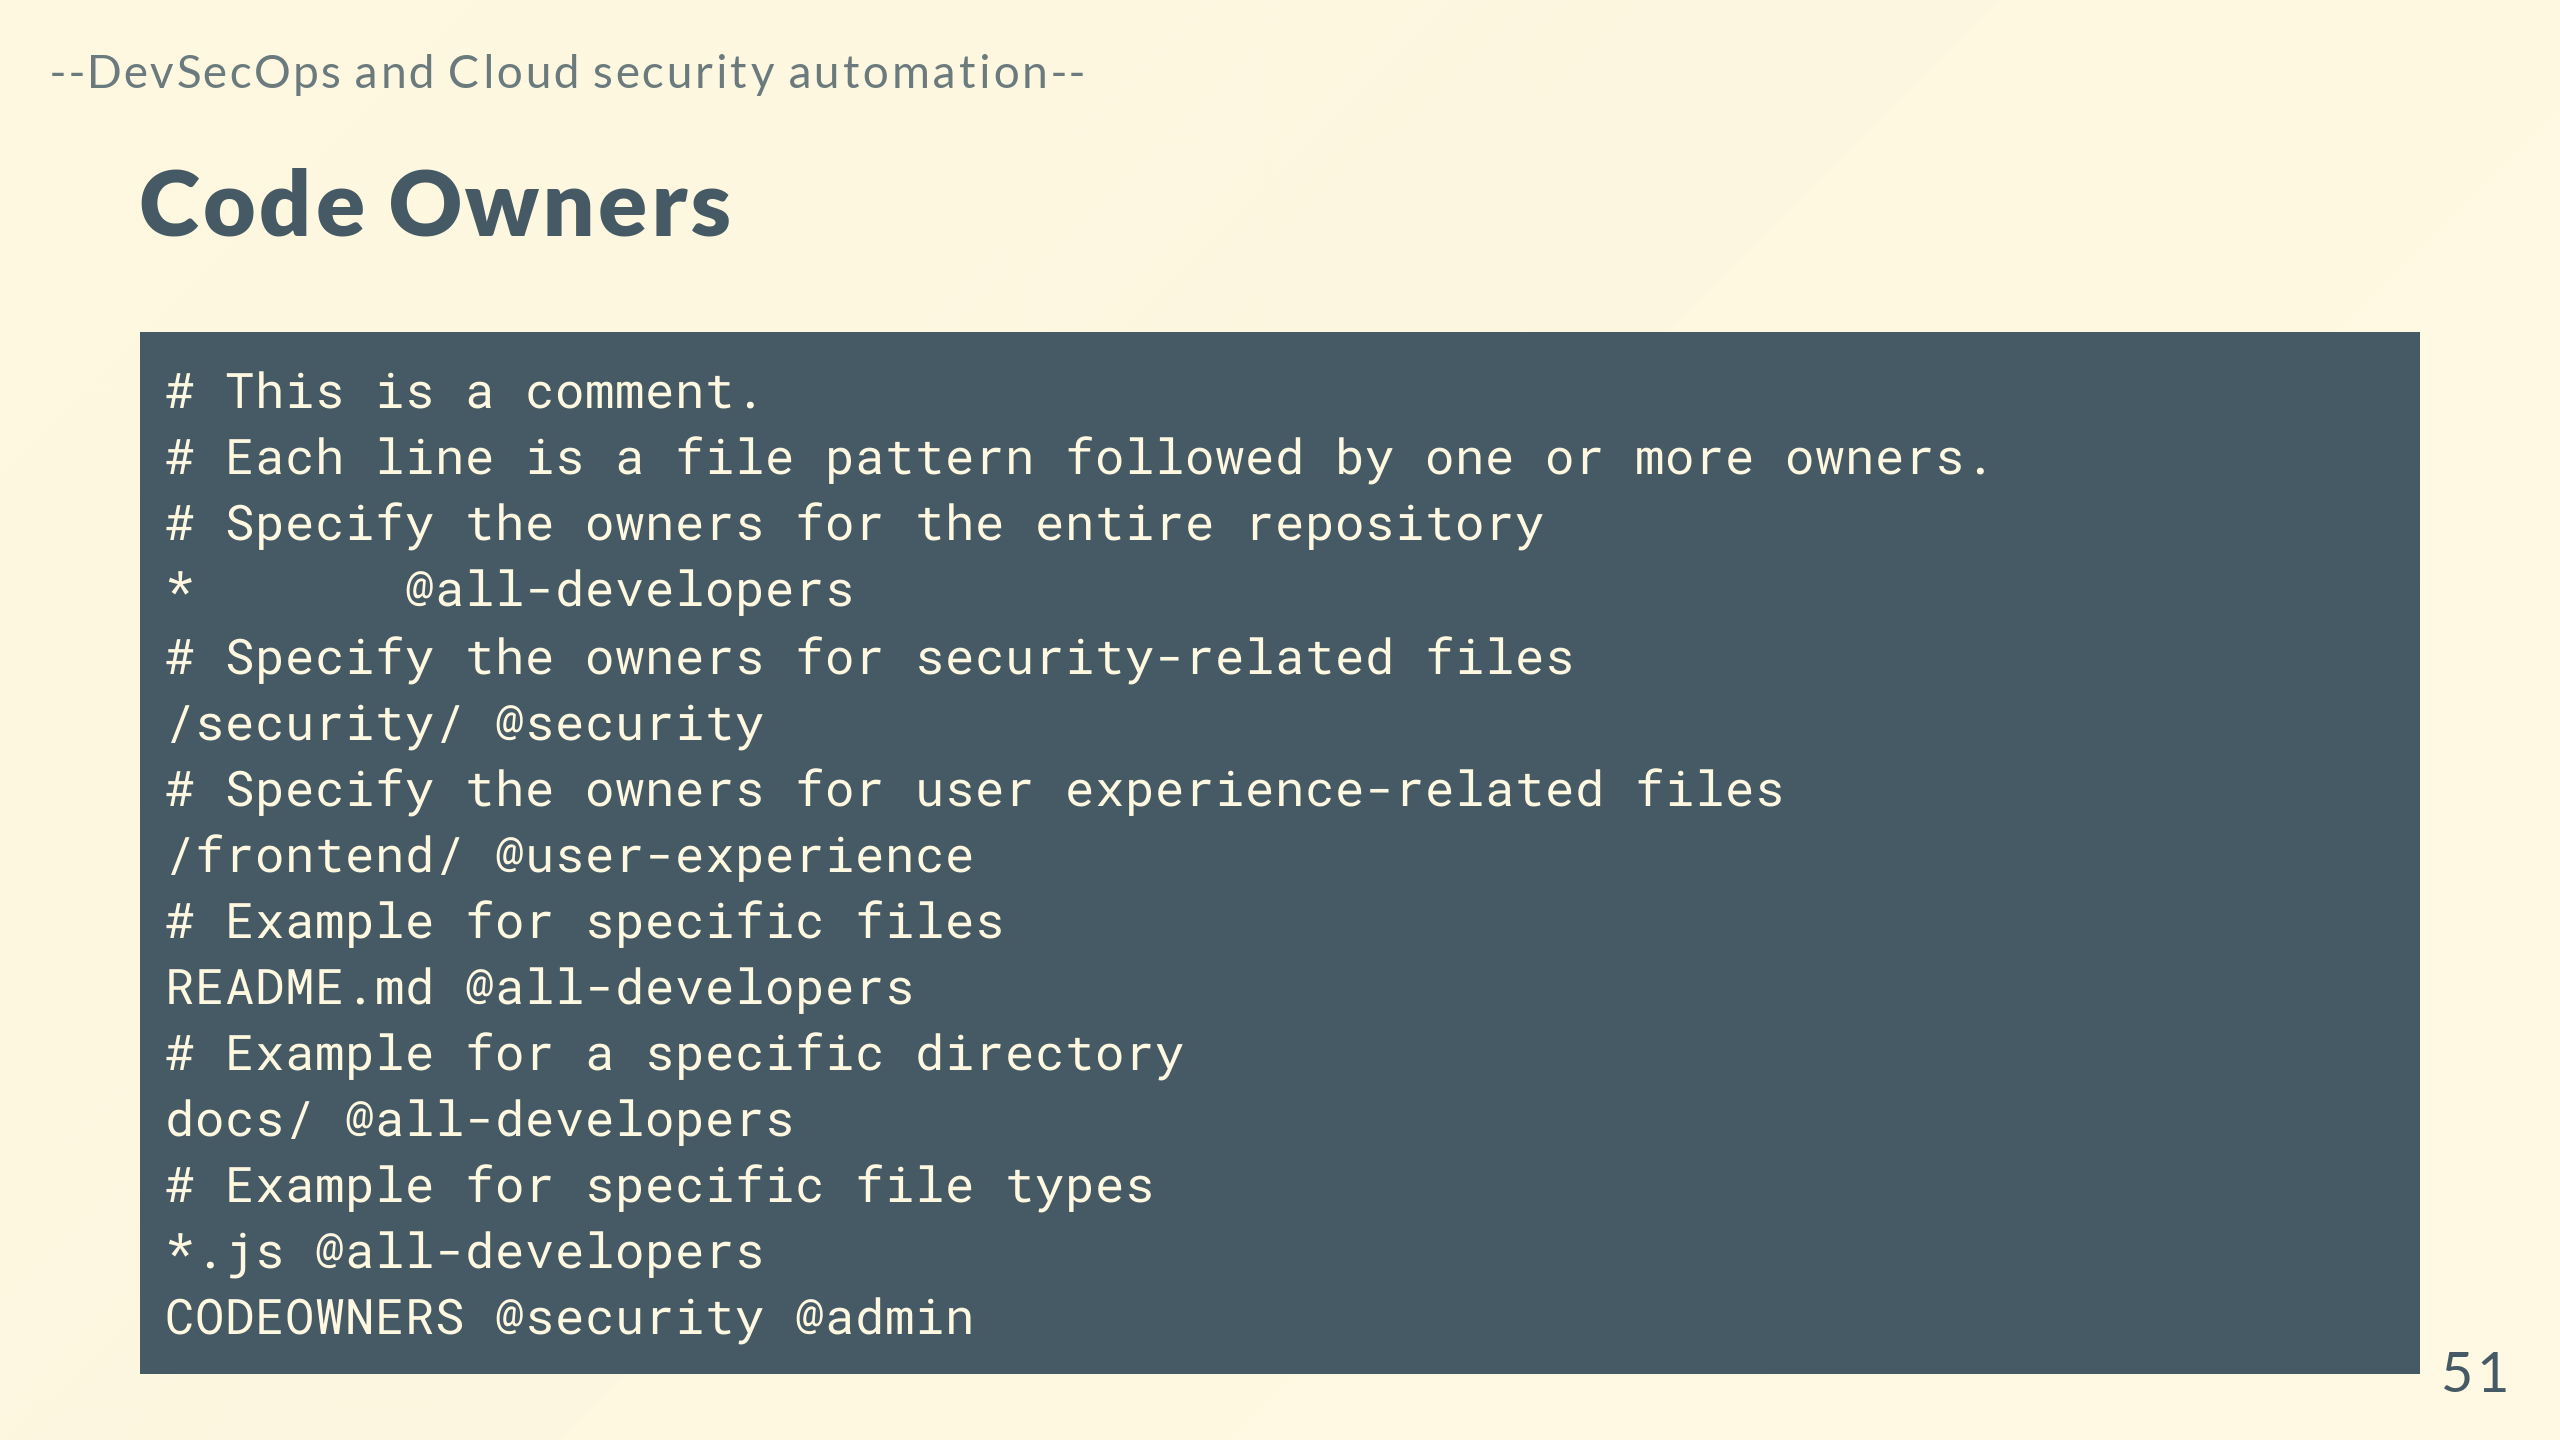 --DevSecOps and Cloud security automation--
Code Owners
# This is a comment.
# Each line is a file pattern followed by one or more owners.
# Specify the owners for the entire repository
*       @all-developers
# Specify the owners for security-related files
/security/ @security
# Specify the owners for user experience-related files
/frontend/ @user-experience
# Example for specific files
README.md @all-developers
# Example for a specific directory
docs/ @all-developers
# Example for specific file types
*.js @all-developers
CODEOWNERS @security @admin
51